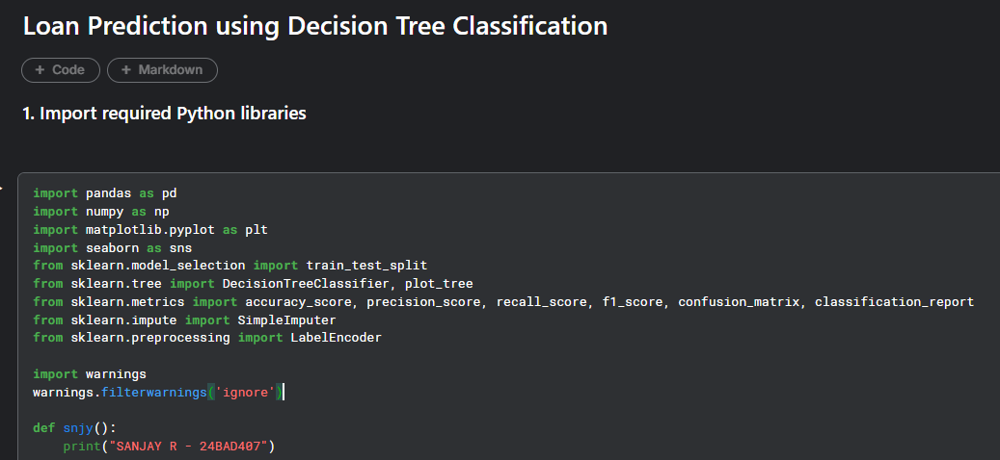 Loan Prediction using Decision Tree Classification
+ Code + Markdown
1. Import required Python libraries
import pandas as pd
import numpy as np
import matplotlib.pyplot as plt
import seaborn as sns
from sklearn.model_selection import train_test_split
from sklearn.tree import DecisionTreeClassifier, plot_tree
from sklearn.metrics import accuracy_score, precision_score, recall_score, f1_score, confusion_matrix, classification_report
from sklearn.impute import SimpleImputer
from sklearn.preprocessing import LabelEncoder
import warnings
warnings.filterwarnings('ignore')
def snjy():
    print("SANJAY R - 24BAD407")